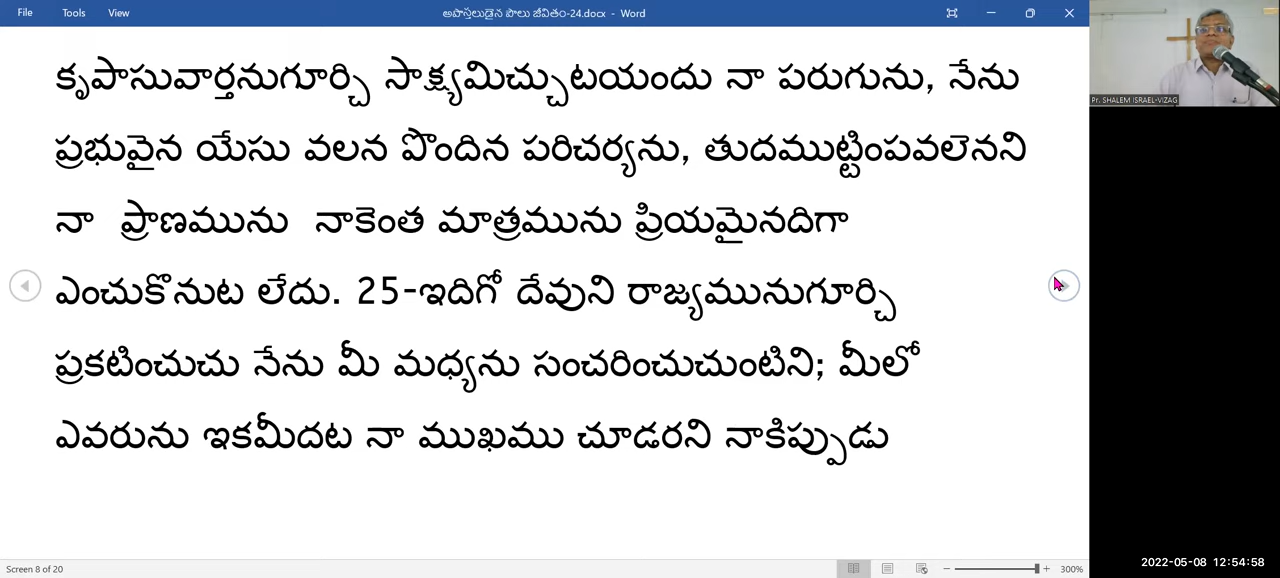 File Tools View అపొస్తలుడైన పౌలు జీవితం-24.docx - Word
కృపాసువార్తనుగూర్చి సాక్ష్యమిచ్చుటయందు నా పరుగును, నేను
ప్రభువైన యేసు వలన పొందిన పరిచర్యను, తుదముట్టింపవలెనని
నా ప్రాణమును నాకెంత మాత్రమును ప్రియమైనదిగా
ఎంచుకొనుట లేదు. 25-ఇదిగో దేవుని రాజ్యమునుగూర్చి
ప్రకటించుచు నేను మీ మధ్యను సంచరించుచుంటిని; మీలో
ఎవరును ఇకమీదట నా ముఖము చూడరని నాకిప్పుడు
Pr. SHALEM ISRAEL-VIZAG
Screen 8 of 20
300%
2022-05-08 12:54:58